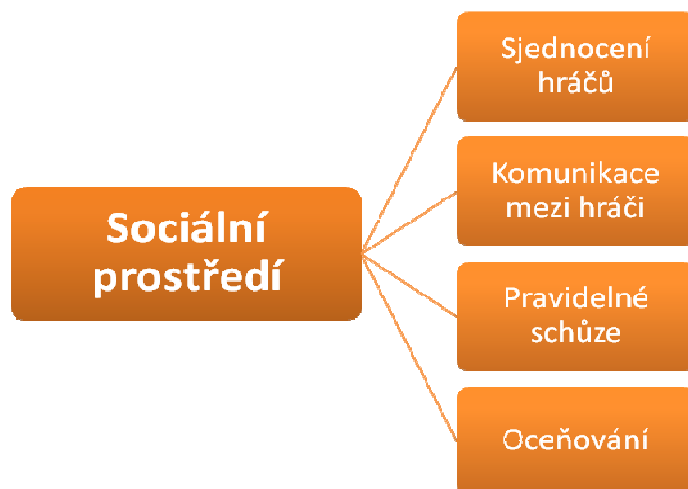 Sociální
prostředí
Sjednocení
hráčů
Komunikace
mezi hráči
Pravidelné
schůze
Oceňování